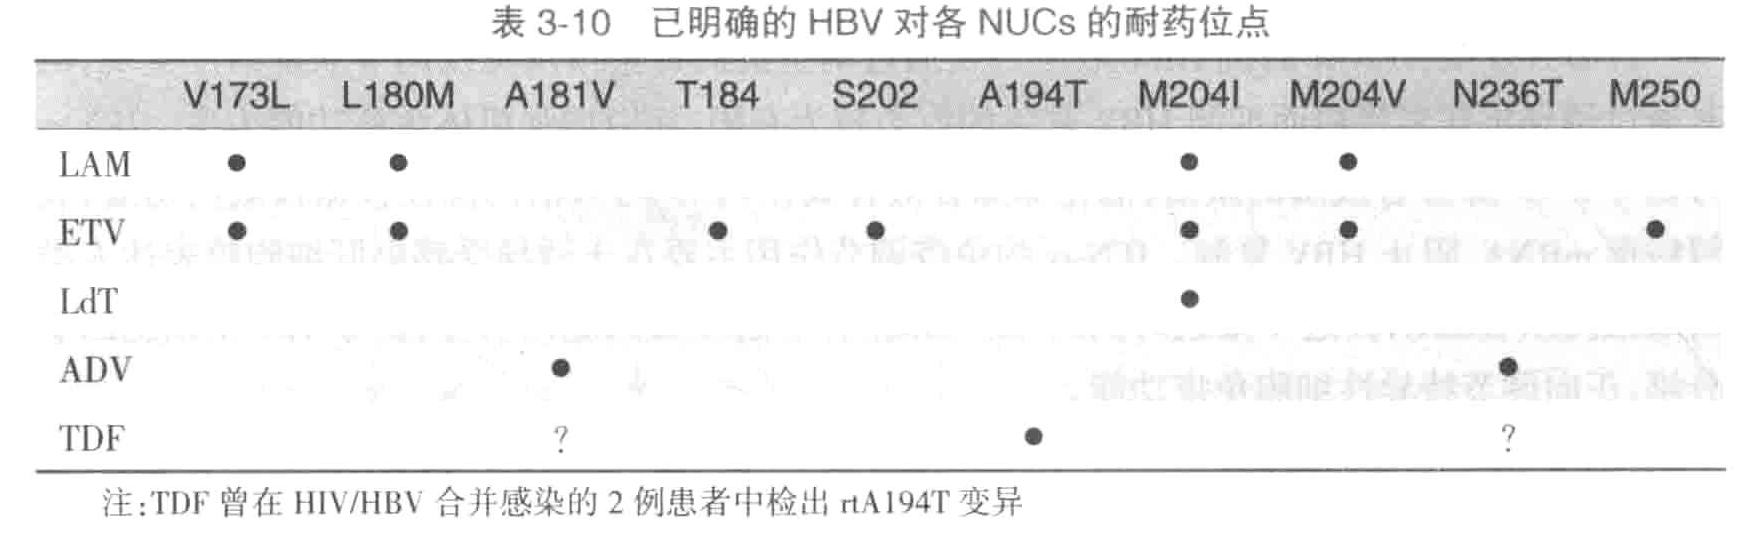 表 3-10 已明确的 HBV 对各 NUCs 的耐药位点
V173L L180M A181V T184 S202 A194T M204I M204V N236T M250
LAM ● ● ● ●
ETV ● ● ● ● ● ● ●
LdT ●
ADV ● ●
TDF ? ● ?
注:TDF 曾在 HIV/HBV 合并感染的 2 例患者中检出 rtA194T 变异